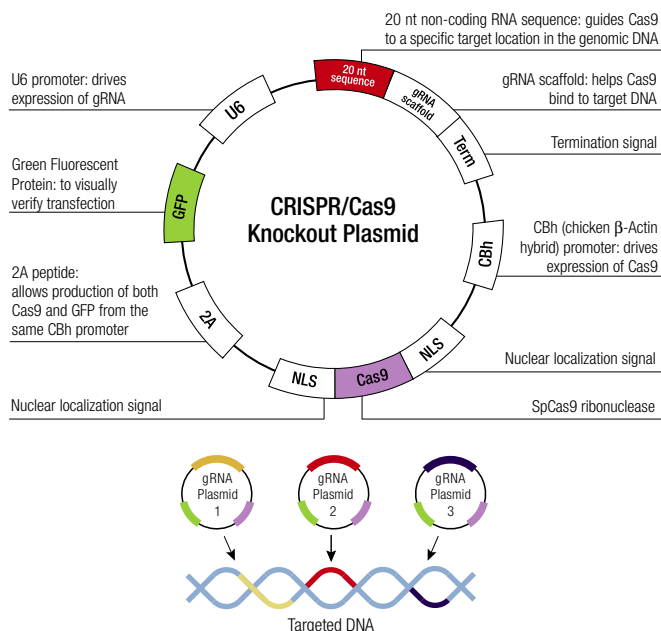 20 nt non-coding RNA sequence: guides Cas9
to a specific target location in the genomic DNA
U6 promoter: drives
expression of gRNA
20 nt
sequence
gRNA
scaffold
gRNA scaffold: helps Cas9
bind to target DNA
U6
Term
Termination signal
Green Fluorescent
Protein: to visually
verify transfection
GFP
CRISPR/Cas9
Knockout Plasmid
CBh
CBh (chicken β-Actin
hybrid) promoter: drives
expression of Cas9
2A peptide:
allows production of both
Cas9 and GFP from the
same CBh promoter
2A
NLS
Cas9
NLS
Nuclear localization signal
Nuclear localization signal
SpCas9 ribonuclease
gRNA
Plasmid
1
gRNA
Plasmid
2
gRNA
Plasmid
3
Targeted DNA